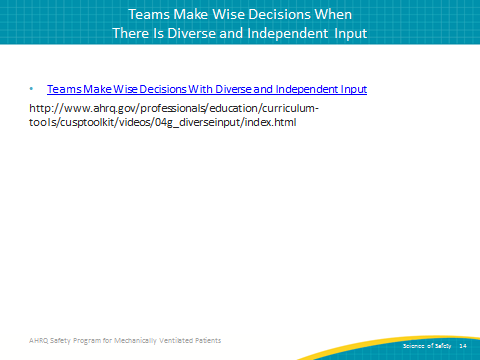 Teams Make Wise Decisions When
There Is Diverse and Independent Input
• Teams Make Wise Decisions With Diverse and Independent Input
http://www.ahrq.gov/professionals/education/curriculum-
tools/cusptoolkit/videos/04g_diverseinput/index.html
AHRQ Safety Program for Mechanically Ventilated Patients
Science of Safety 14